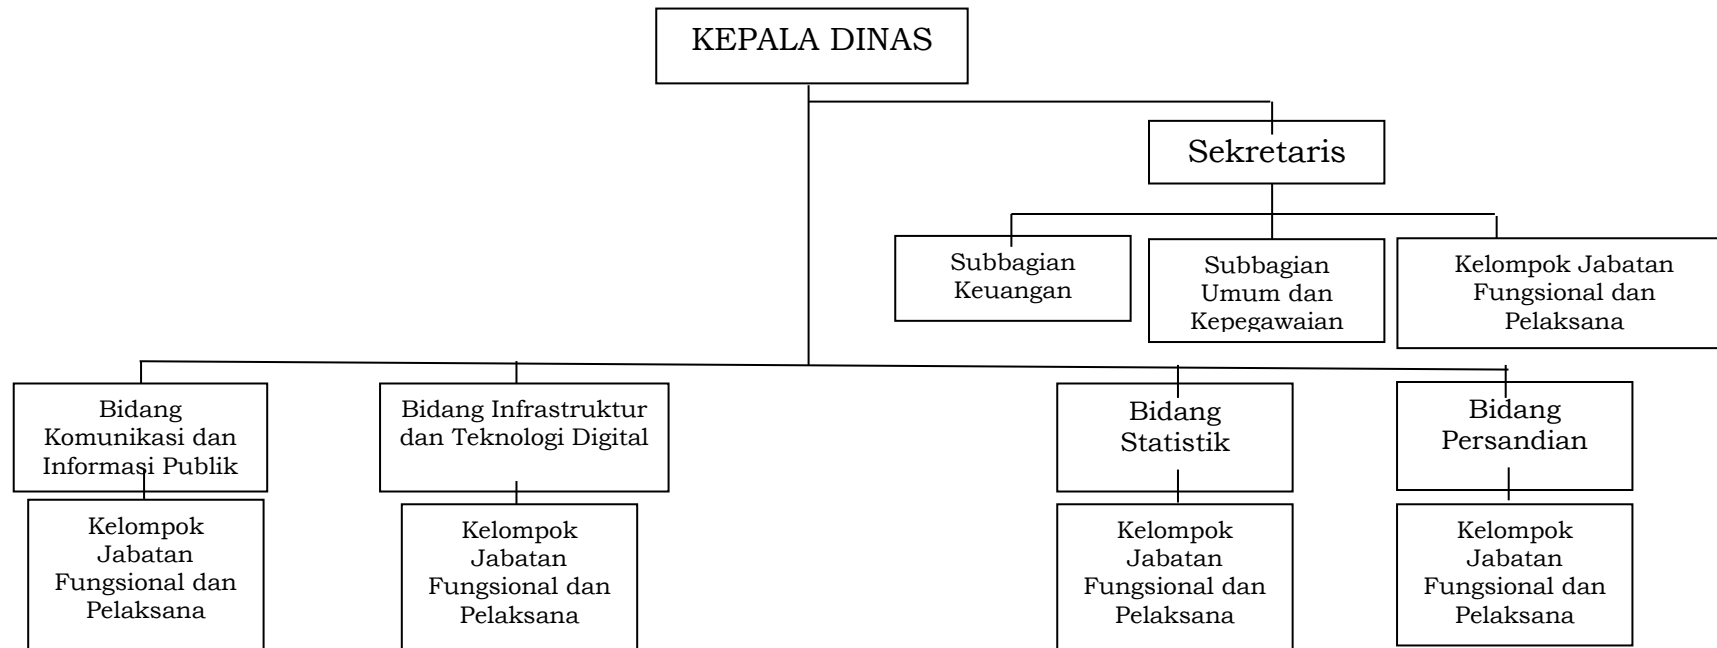 KEPALA DINAS
Sekretaris
Subbagian
Keuangan
Subbagian
Umum dan
Kepegawaian
Kelompok Jabatan
Fungsional dan
Pelaksana
Bidang
Komunikasi dan
Informasi Publik
Bidang Infrastruktur
dan Teknologi Digital
Bidang
Statistik
Bidang
Persandian
Kelompok
Jabatan
Fungsional dan
Pelaksana
Kelompok
Jabatan
Fungsional dan
Pelaksana
Kelompok
Jabatan
Fungsional dan
Pelaksana
Kelompok
Jabatan
Fungsional dan
Pelaksana